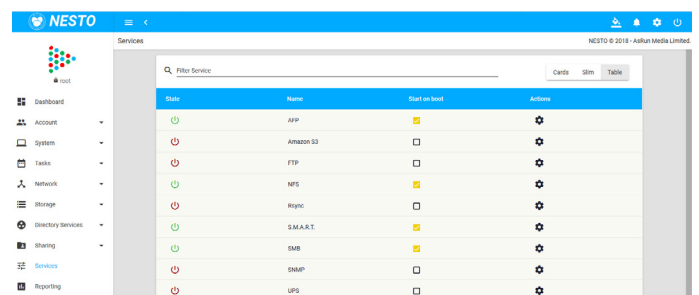 NESTO
Services
NESTO © 2018 - AsRun Media Limited.
root
Filter Service
Cards Slim Table
Dashboard
Account
System
Tasks
Network
Storage
Directory Services
Sharing
Services
Reporting
State Name Start on boot Actions
AFP
Amazon S3
FTP
NFS
Rsync
S.M.A.R.T.
SMB
SNMP
UPS